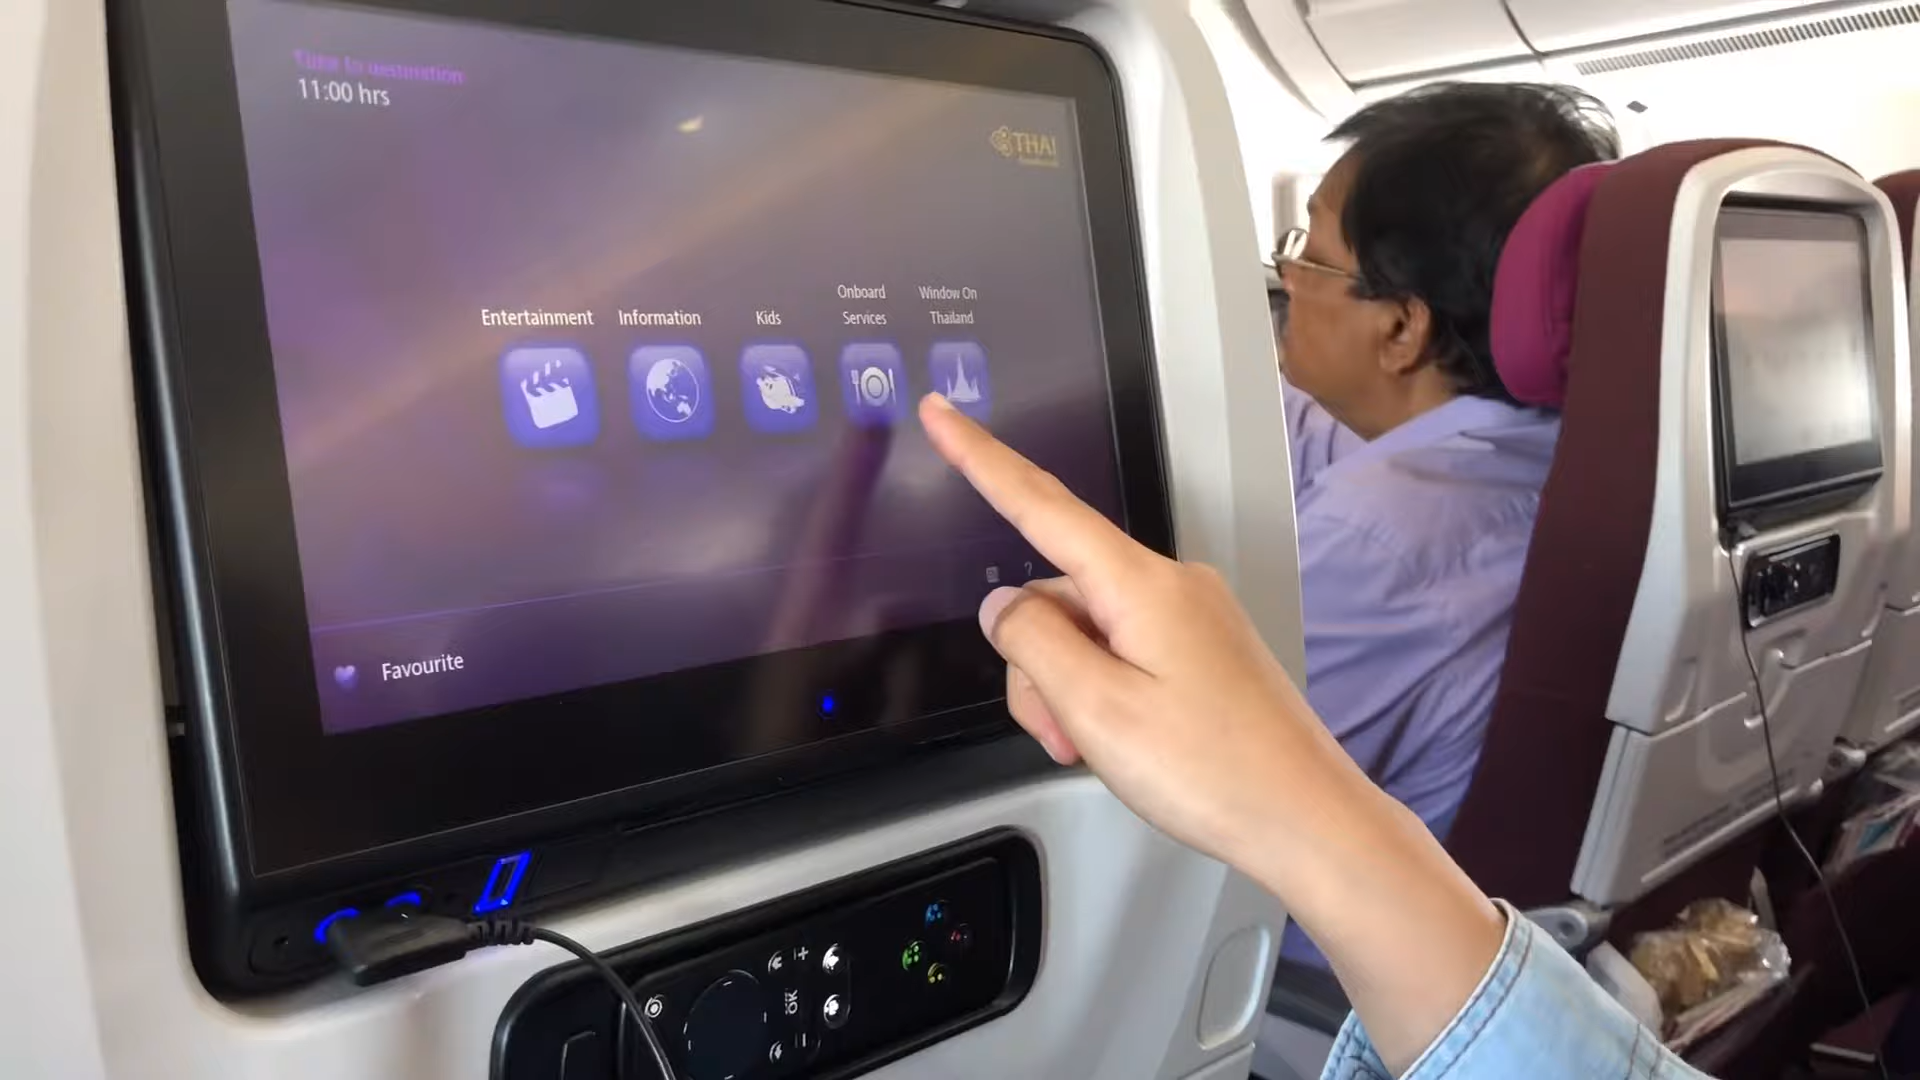 Time to destination
11:00 hrs
THAI
Entertainment
Information
Kids
Onboard
Services
Window On
Thailand
?
Favourite
OK